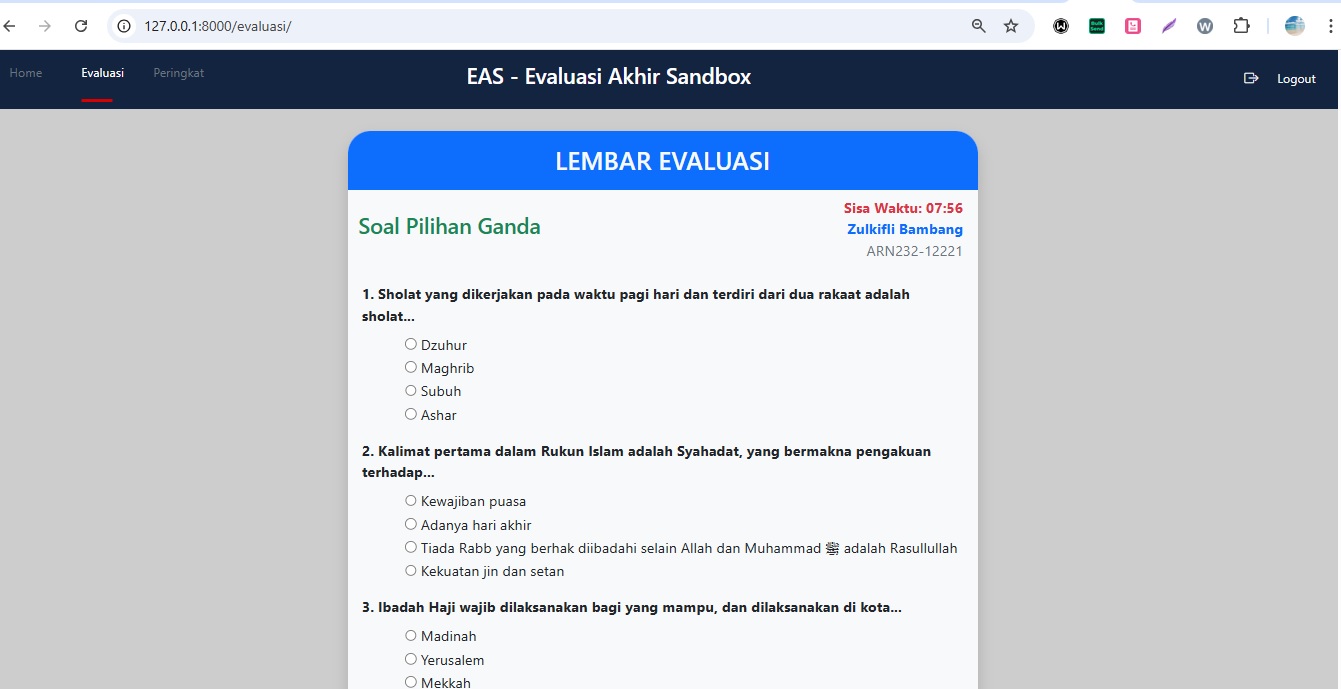 127.0.0.1:8000/evaluasi/
Home Evaluasi Peringkat EAS - Evaluasi Akhir Sandbox Logout
LEMBAR EVALUASI
Sisa Waktu: 07:56
Soal Pilihan Ganda
Zulkifli Bambang
ARN232-12221
1. Sholat yang dikerjakan pada waktu pagi hari dan terdiri dari dua rakaat adalah
sholat...
Dzuhur
Maghrib
Subuh
Ashar
2. Kalimat pertama dalam Rukun Islam adalah Syahadat, yang bermakna pengakuan
terhadap...
Kewajiban puasa
Adanya hari akhir
Tiada Rabb yang berhak diibadahi selain Allah dan Muhammad ﷺ adalah Rasullullah
Kekuatan jin dan setan
3. Ibadah Haji wajib dilaksanakan bagi yang mampu, dan dilaksanakan di kota...
Madinah
Yerusalem
Mekkah